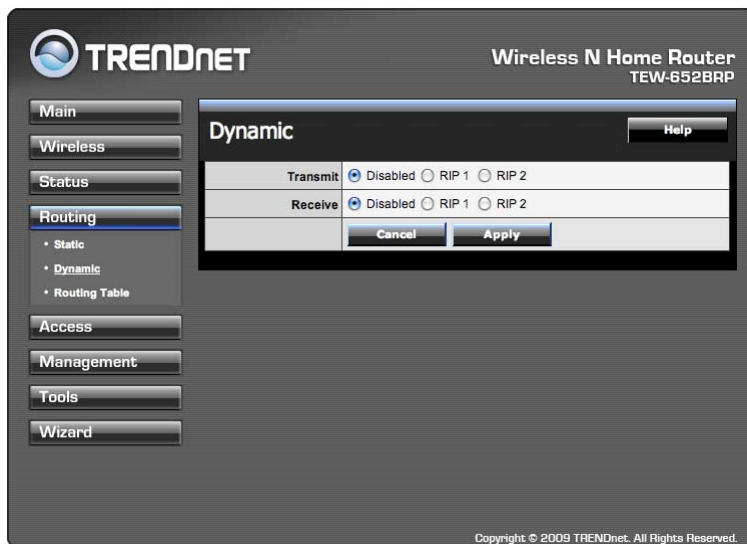 TRENDNET
Wireless N Home Router
TEW-652BRP
Main
Wireless
Status
Routing
• Static
• Dynamic
• Routing Table
Access
Management
Tools
Wizard
Dynamic
Help
Transmit Disabled RIP 1 RIP 2
Receive Disabled RIP 1 RIP 2
Cancel Apply
Copyright © 2009 TRENDnet. All Rights Reserved.